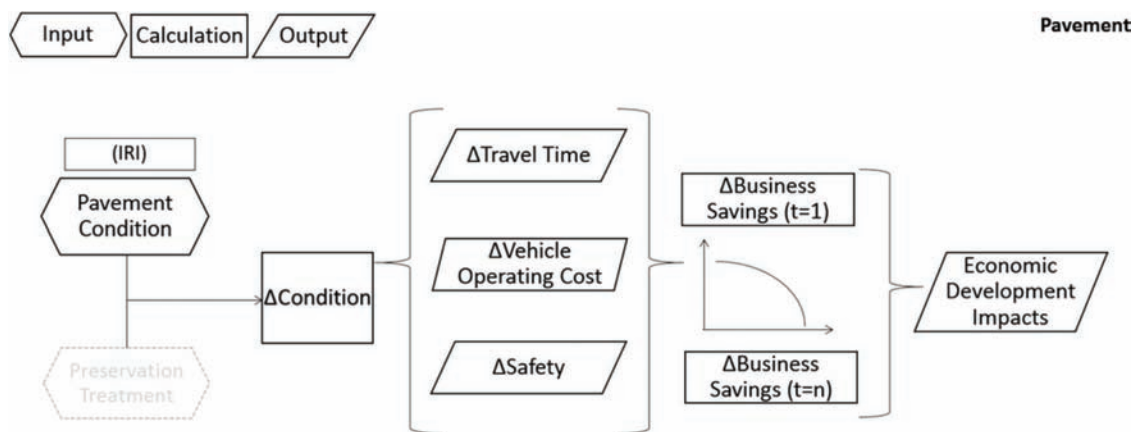 Input
Calculation
Output
Pavement
(IRI)
Pavement
Condition
Preservation
Treatment
ΔCondition
ΔTravel Time
ΔVehicle
Operating Cost
ΔSafety
ΔBusiness
Savings (t=1)
ΔBusiness
Savings (t=n)
Economic
Development
Impacts